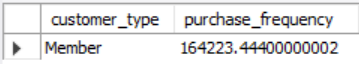 customer_type purchase_frequency
Member 164223.44400000002